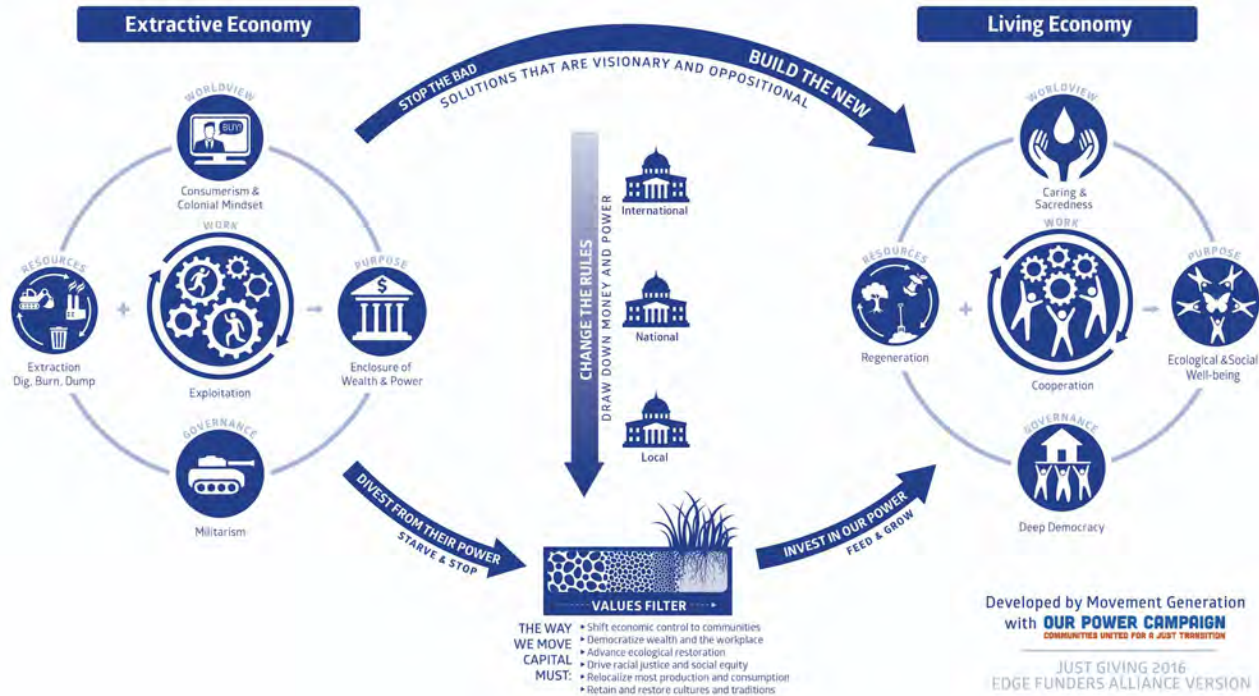 Extractive Economy
Living Economy
STOP THE BAD
BUILD THE NEW
SOLUTIONS THAT ARE VISIONARY AND OPPOSITIONAL
WORLDVIEW
BUY!
Consumerism &
Colonial Mindset
WORK
RESOURCES
PURPOSE
$
+
Extraction
Dig, Burn, Dump
Exploitation
Enclosure of
Wealth & Power
GOVERNANCE
Militarism
CHANGE THE RULES
DRAW DOWN MONEY AND POWER
International
National
Local
WORLDVIEW
Caring &
Sacredness
WORK
RESOURCES
PURPOSE
+
Regeneration
Cooperation
Ecological & Social
Well-being
GOVERNANCE
Deep Democracy
DIVEST FROM THEIR POWER
STARVE & STOP
INVEST IN OUR POWER
FEED & GROW
VALUES FILTER
THE WAY
WE MOVE
CAPITAL
MUST:
Shift economic control to communities
Democratize wealth and the workplace
Advance ecological restoration
Drive racial justice and social equity
Relocalize most production and consumption
Retain and restore cultures and traditions
Developed by Movement Generation
with OUR POWER CAMPAIGN
COMMUNITIES UNITED FOR A JUST TRANSITION
JUST GIVING 2016
EDGE FUNDERS ALLIANCE VERSION